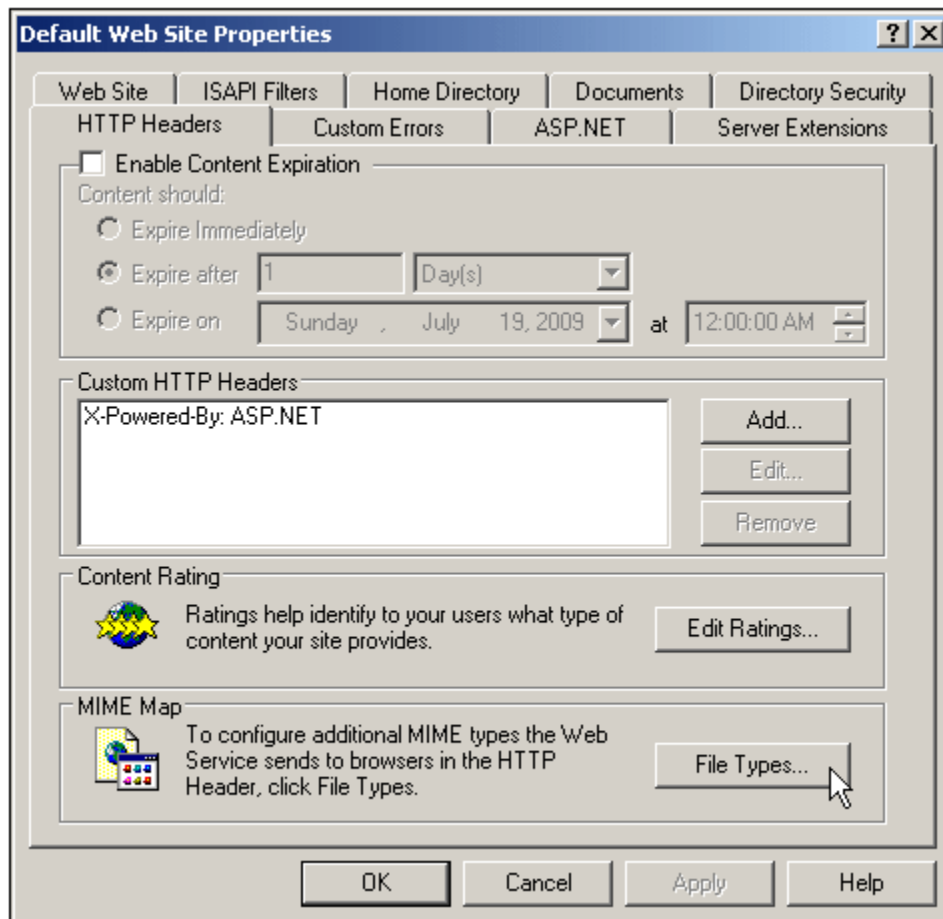 Default Web Site Properties
Web Site
ISAPI Filters
Home Directory
Documents
Directory Security
HTTP Headers
Custom Errors
ASP.NET
Server Extensions
Enable Content Expiration
Content should:
Expire Immediately
Expire after 1 Day(s)
Expire on Sunday , July 19, 2009 at 12:00:00 AM
Custom HTTP Headers
X-Powered-By: ASP.NET
Add...
Edit...
Remove
Content Rating
Ratings help identify to your users what type of
content your site provides.
Edit Ratings...
MIME Map
To configure additional MIME types the Web
Service sends to browsers in the HTTP
Header, click File Types.
File Types...
OK
Cancel
Apply
Help